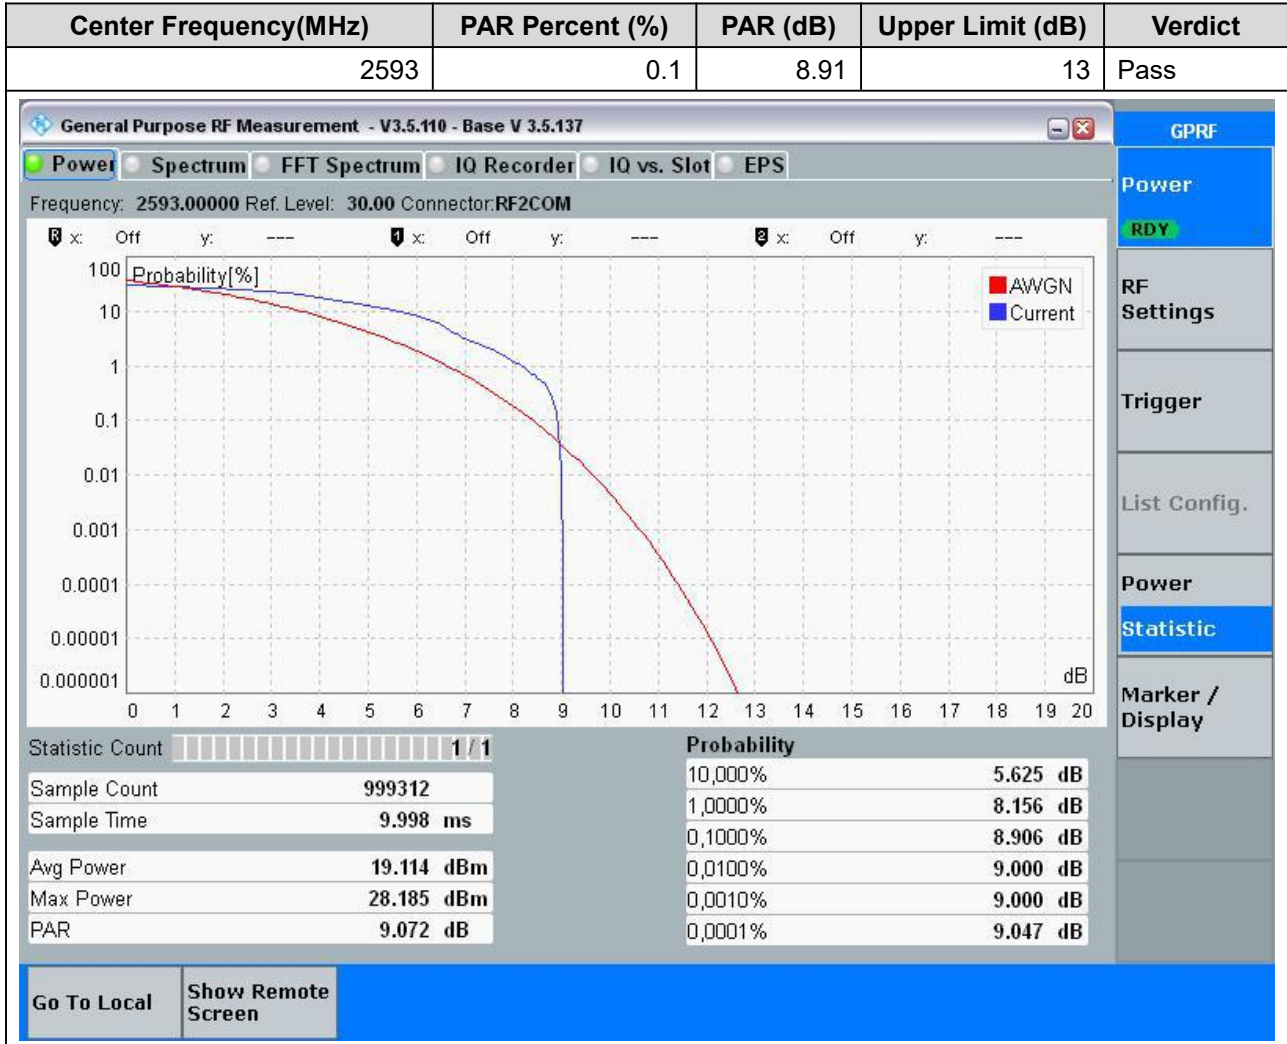 Center Frequency(MHz) PAR Percent (%) PAR (dB) Upper Limit (dB) Verdict
2593 0.1 8.91 13 Pass
General Purpose RF Measurement - V3.5.110 - Base V 3.5.137
GPRF
Power Spectrum FFT Spectrum IQ Recorder IQ vs. Slot EPS
Frequency: 2593.00000 Ref. Level: 30.00 Connector:RF2COM
R x: Off y: --- 1 x: Off y: --- 2 x: Off y: ---
Probability[%]
AWGN
Current
100
10
1
0.1
0.01
0.001
0.0001
0.00001
0.000001
dB
0 1 2 3 4 5 6 7 8 9 10 11 12 13 14 15 16 17 18 19 20
Statistic Count 1 / 1
Sample Count 999312
Sample Time 9.998 ms
Avg Power 19.114 dBm
Max Power 28.185 dBm
PAR 9.072 dB
Probability
10,000% 5.625 dB
1,0000% 8.156 dB
0,1000% 8.906 dB
0,0100% 9.000 dB
0,0010% 9.000 dB
0,0001% 9.047 dB
Power
RDY
RF
Settings
Trigger
List Config.
Power
Statistic
Marker /
Display
Go To Local
Show Remote
Screen